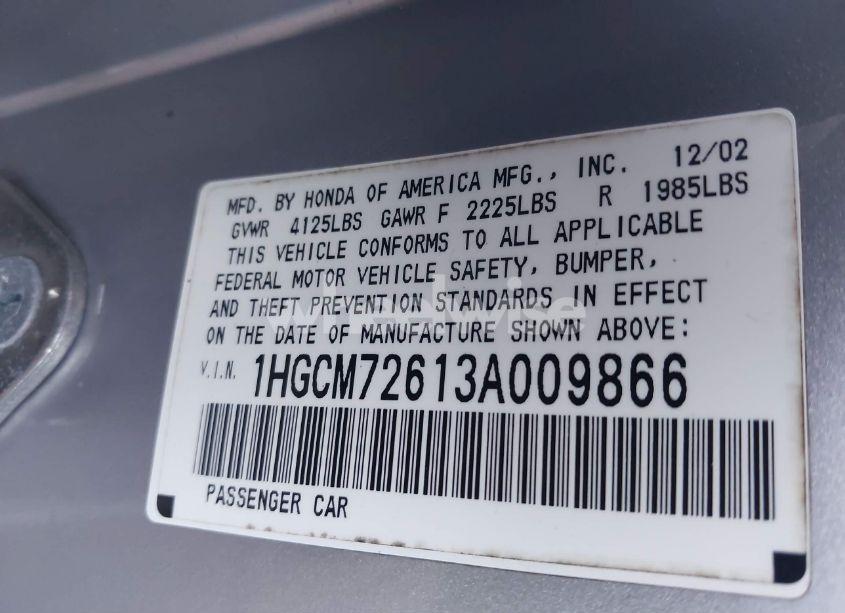 MFD. BY HONDA OF AMERICA MFG., INC. 12/02
GVWR 4125LBS GAWR F 2225LBS R 1985LBS
THIS VEHICLE CONFORMS TO ALL APPLICABLE
FEDERAL MOTOR VEHICLE SAFETY, BUMPER,
AND THEFT PREVENTION STANDARDS IN EFFECT
ON THE DATE OF MANUFACTURE SHOWN ABOVE:
V.I.N. 1HGCM72613A009866
PASSENGER CAR
wheelwise